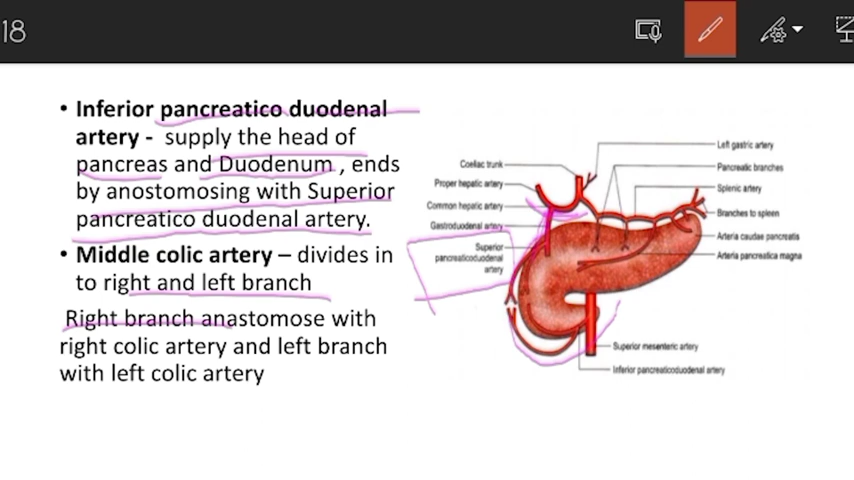 18
• Inferior pancreatico duodenal
artery - supply the head of
pancreas and Duodenum , ends
by anostomosing with Superior
pancreatico duodenal artery.
• Middle colic artery – divides in
to right and left branch
Right branch anastomose with
right colic artery and left branch
with left colic artery
Coeliac trunk
Proper hepatic artery
Common hepatic artery
Gastroduodenal artery
Superior
pancreaticoduodenal
artery
Left gastric artery
Pancreatic branches
Splenic artery
Branches to spleen
Arteria caudae pancreatis
Arteria pancreatica magna
Superior mesenteric artery
Inferior pancreaticoduodenal artery